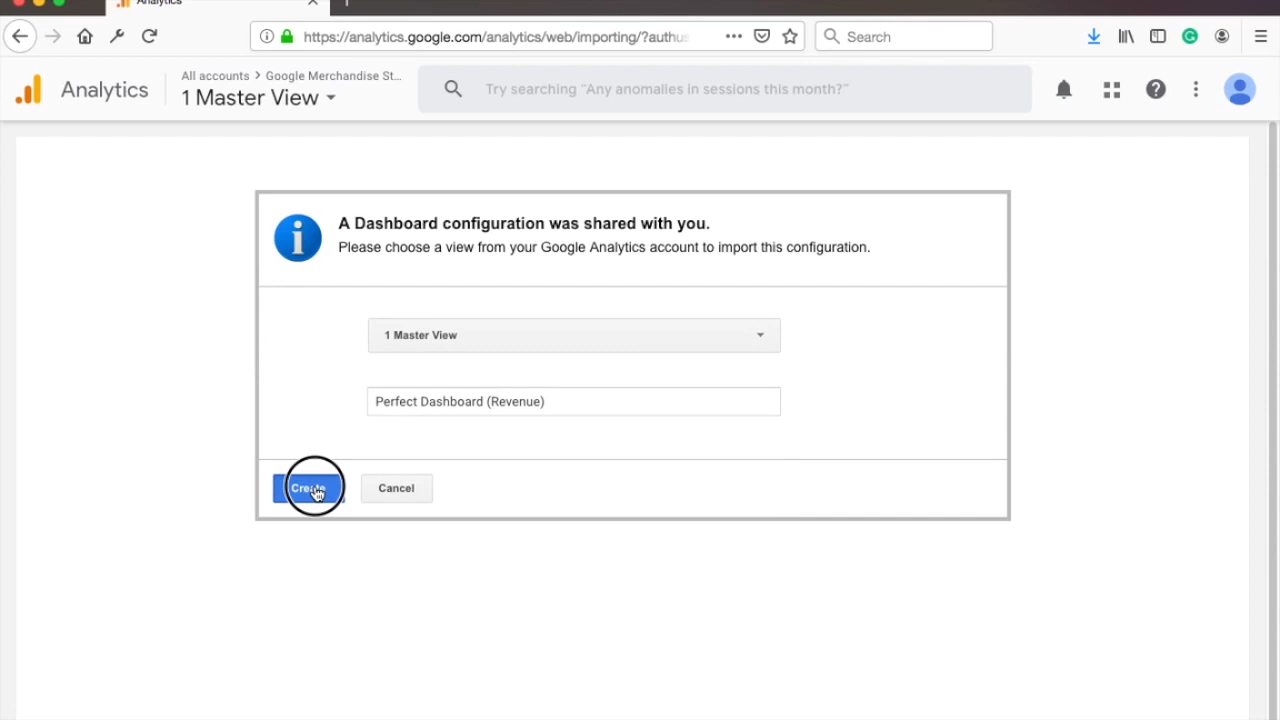 Analytics
https://analytics.google.com/analytics/web/importing/?authus
Search
Analytics
All accounts > Google Merchandise St...
1 Master View
Try searching “Any anomalies in sessions this month?”
A Dashboard configuration was shared with you.
Please choose a view from your Google Analytics account to import this configuration.
1 Master View
Perfect Dashboard (Revenue)
Create
Cancel